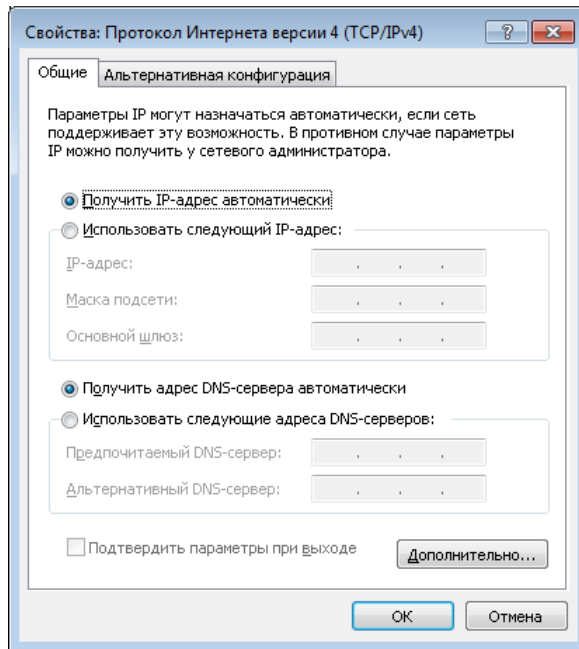 Свойства: Протокол Интернета версии 4 (TCP/IPv4)
Общие
Альтернативная конфигурация
Параметры IP могут назначаться автоматически, если сеть
поддерживает эту возможность. В противном случае параметры
IP можно получить у сетевого администратора.
Получить IP-адрес автоматически
Использовать следующий IP-адрес:
IP-адрес:
Маска подсети:
Основной шлюз:
Получить адрес DNS-сервера автоматически
Использовать следующие адреса DNS-серверов:
Предпочитаемый DNS-сервер:
Альтернативный DNS-сервер:
Подтвердить параметры при выходе
Дополнительно...
ОК
Отмена